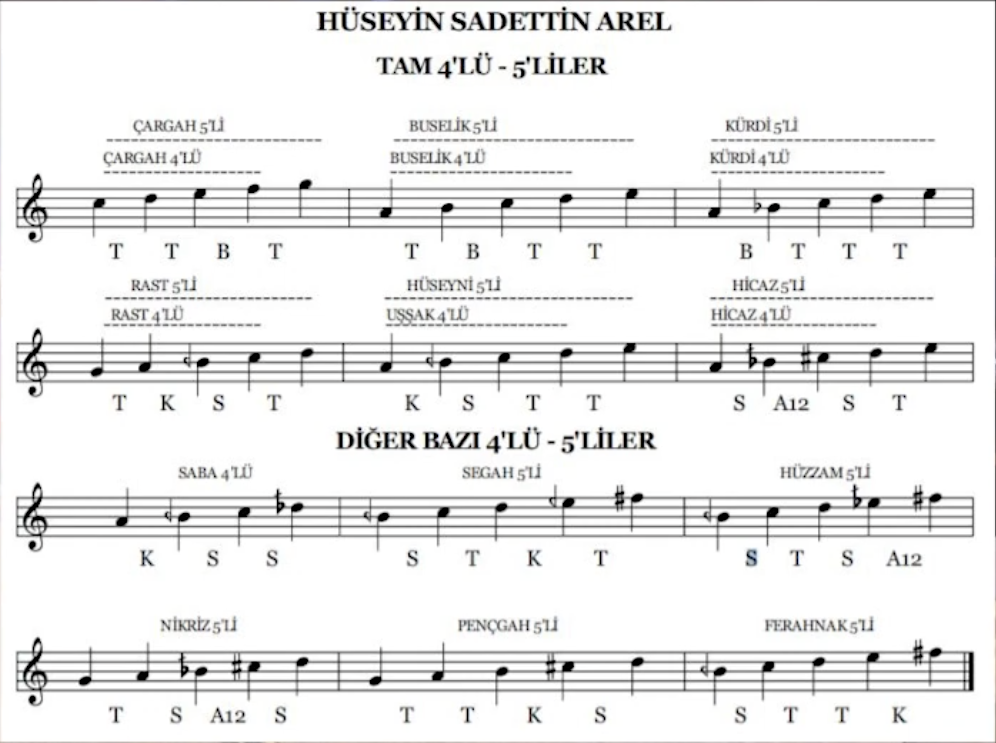 HÜSEYİN SADETTİN AREL
TAM 4'LÜ - 5'LİLER
ÇARGAH 5'Lİ BUSELİK 5'Lİ KÜRDİ 5'Lİ
ÇARGAH 4'LÜ BUSELİK 4'LÜ KÜRDİ 4'LÜ
T T B T T B T T B T T T
RAST 5'Lİ HÜSEYNİ 5'Lİ HİCAZ 5'Lİ
RAST 4'LÜ UŞŞAK 4'LÜ HİCAZ 4'LÜ
T K S T K S T T S A12 S T
DİĞER BAZI 4'LÜ - 5'LİLER
SABA 4'LÜ SEGAH 5'Lİ HÜZZAM 5'Lİ
K S S S T K T S T S A12
NİKRİZ 5'Lİ PENÇGAH 5'Lİ FERAHNAK 5'Lİ
T S A12 S T T K S S T T K